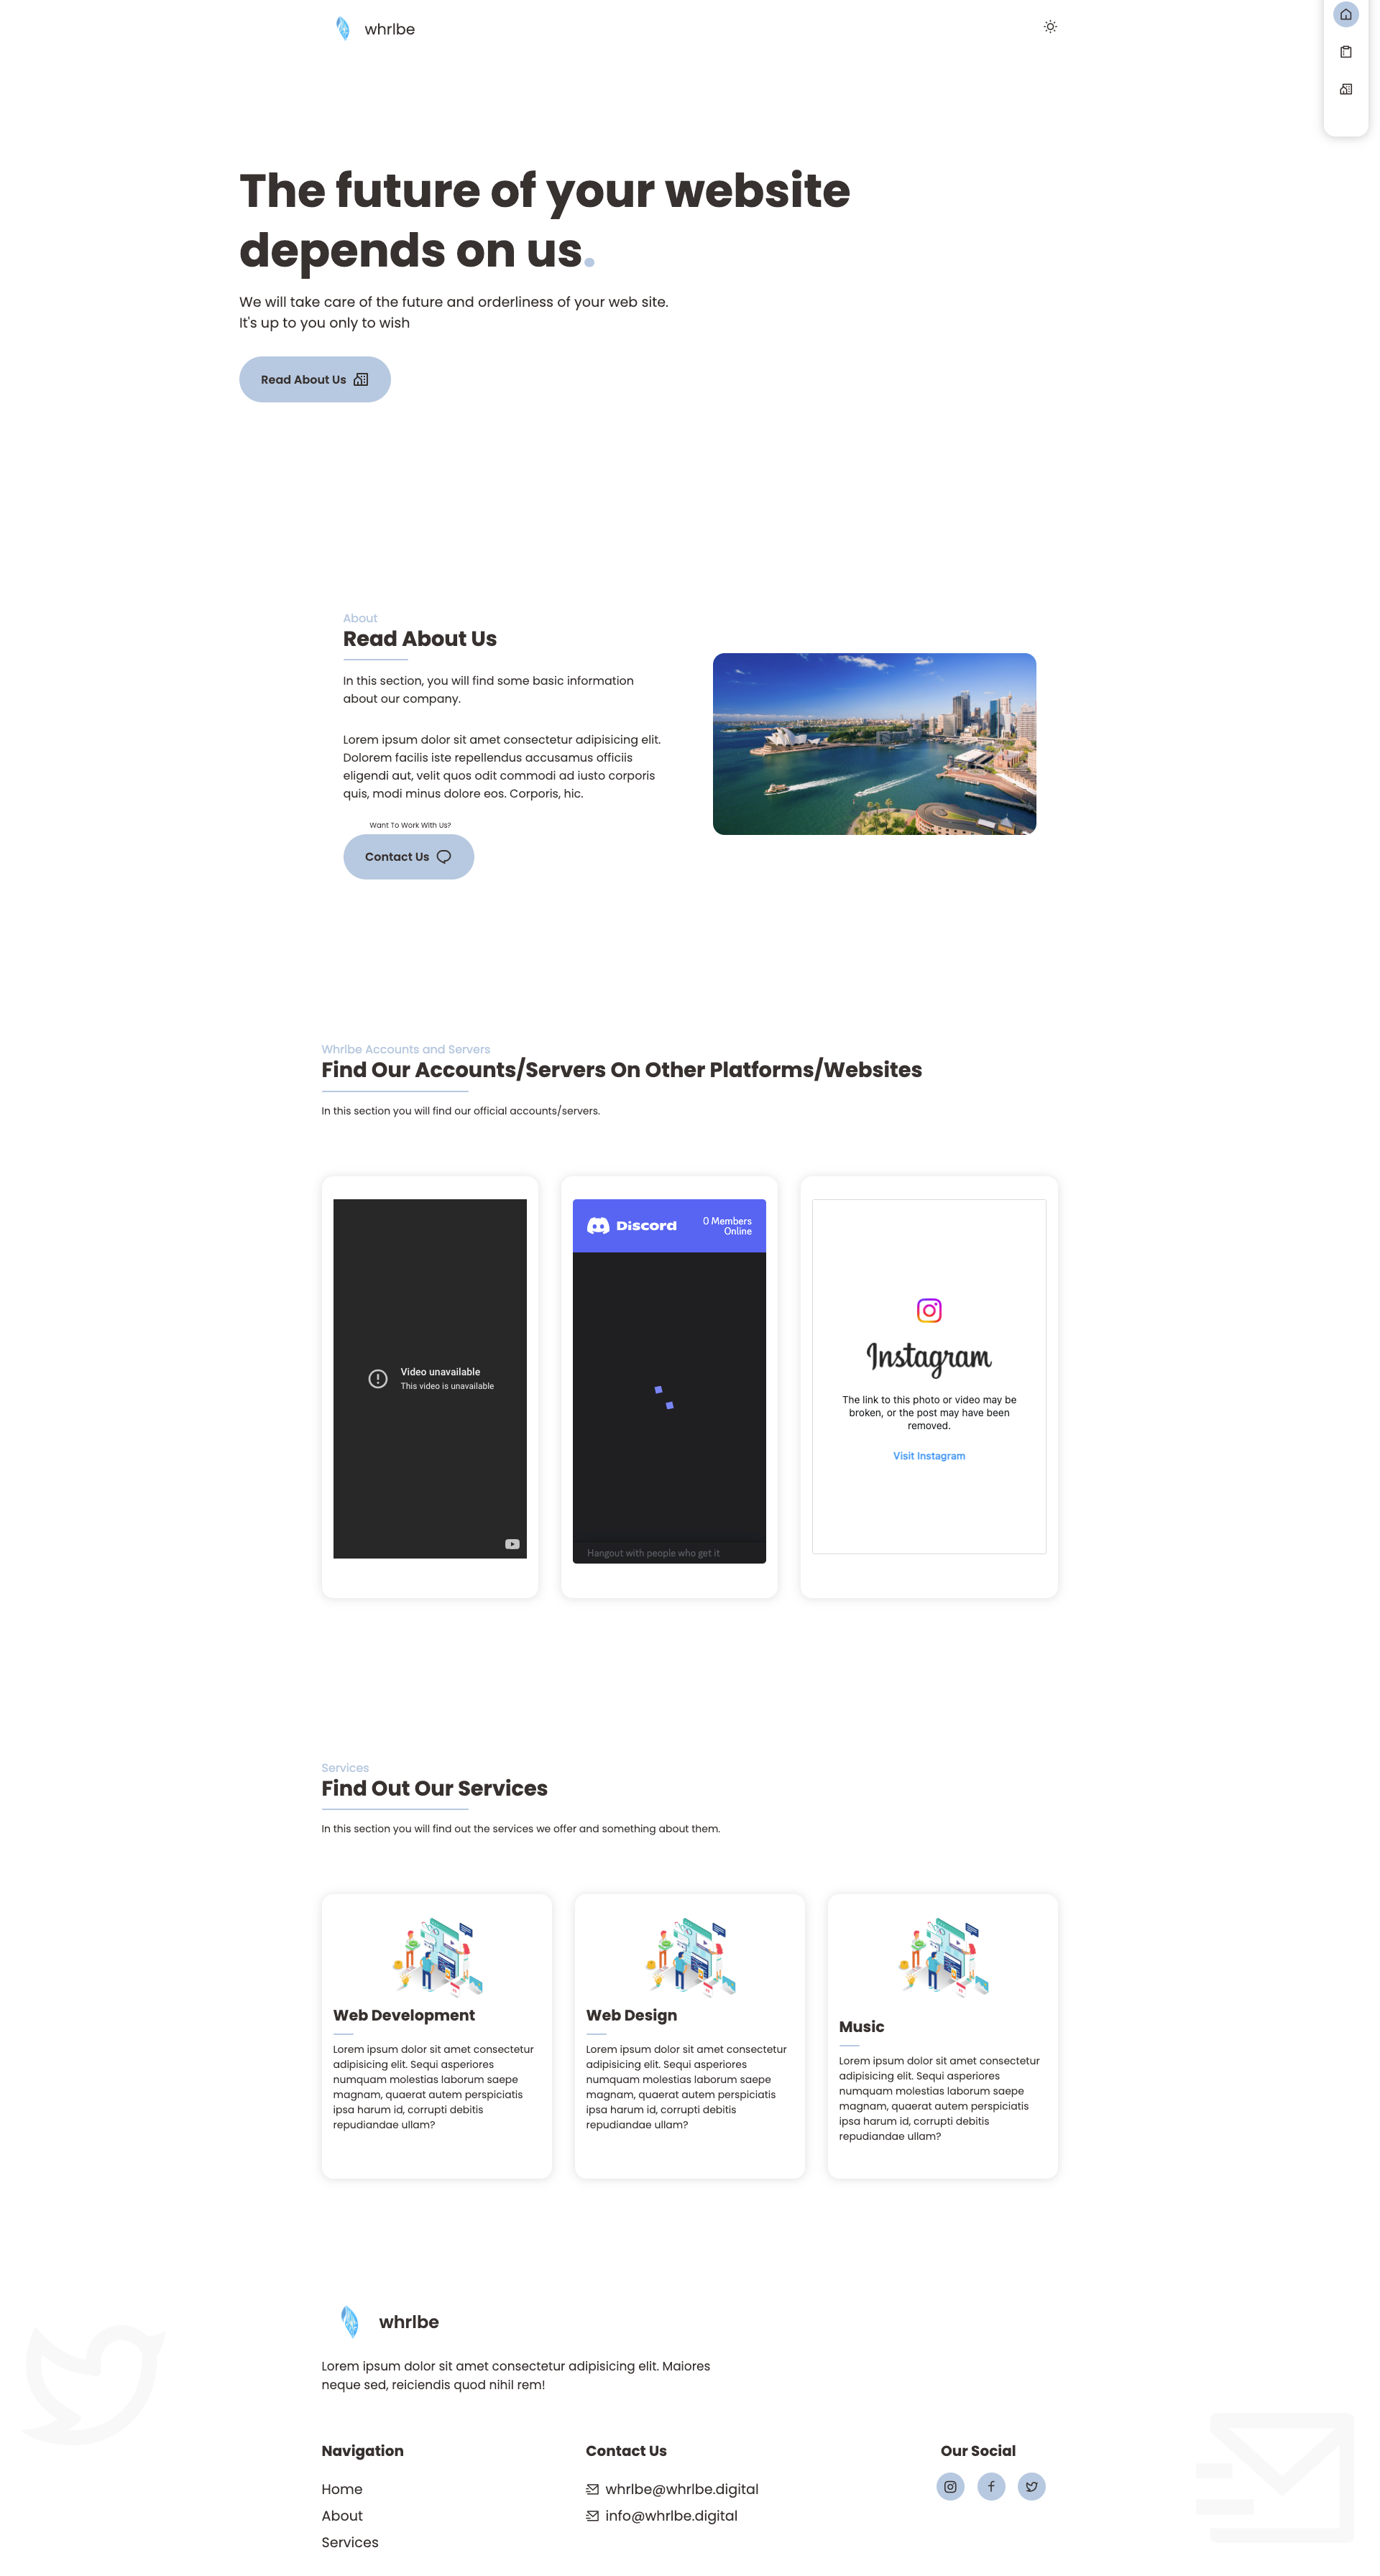 whrlbe
The future of your website
depends on us.
We will take care of the future and orderliness of your web site.
It's up to you only to wish
Read About Us
About
Read About Us
In this section, you will find some basic information
about our company.
Lorem ipsum dolor sit amet consectetur adipisicing elit.
Dolorem facilis iste repellendus accusamus officiis
eligendi aut, velit quos odit commodi ad iusto corporis
quis, modi minus dolore eos. Corporis, hic.
Want To Work With Us?
Contact Us
Whrlbe Accounts and Servers
Find Our Accounts/Servers On Other Platforms/Websites
In this section you will find our official accounts/servers.
Video unavailable
This video is unavailable
Discord
0 Members
Online
Hangout with people who get it
Instagram
The link to this photo or video may be
broken, or the post may have been
removed.
Visit Instagram
Services
Find Out Our Services
In this section you will find out the services we offer and something about them.
Web Development
Lorem ipsum dolor sit amet consectetur
adipisicing elit. Sequi asperiores
numquam molestias laborum saepe
magnam, quaerat autem perspiciatis
ipsa harum id, corrupti debitis
repudiandae ullam?
Web Design
Lorem ipsum dolor sit amet consectetur
adipisicing elit. Sequi asperiores
numquam molestias laborum saepe
magnam, quaerat autem perspiciatis
ipsa harum id, corrupti debitis
repudiandae ullam?
Music
Lorem ipsum dolor sit amet consectetur
adipisicing elit. Sequi asperiores
numquam molestias laborum saepe
magnam, quaerat autem perspiciatis
ipsa harum id, corrupti debitis
repudiandae ullam?
whrlbe
Lorem ipsum dolor sit amet consectetur adipisicing elit. Maiores
neque sed, reiciendis quod nihil rem!
Navigation
Home
About
Services
Contact Us
whrlbe@whrlbe.digital
info@whrlbe.digital
Our Social